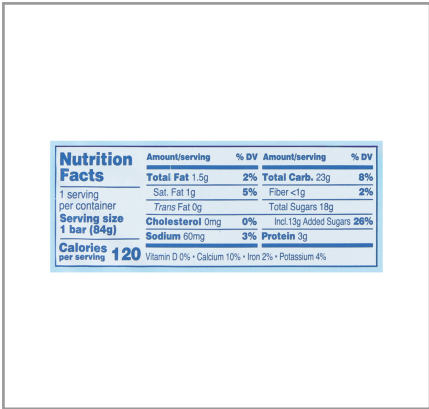 Nutrition
Facts
1 serving
per container
Serving size
1 bar (84g)
Calories
per serving 120
Amount/serving % DV
Total Fat 1.5g 2%
Sat. Fat 1g 5%
Trans Fat 0g
Cholesterol 0mg 0%
Sodium 60mg 3%
Amount/serving % DV
Total Carb. 23g 8%
Fiber <1g 2%
Total Sugars 18g
Incl.13g Added Sugars 26%
Protein 3g
Vitamin D 0% • Calcium 10% • Iron 2% • Potassium 4%